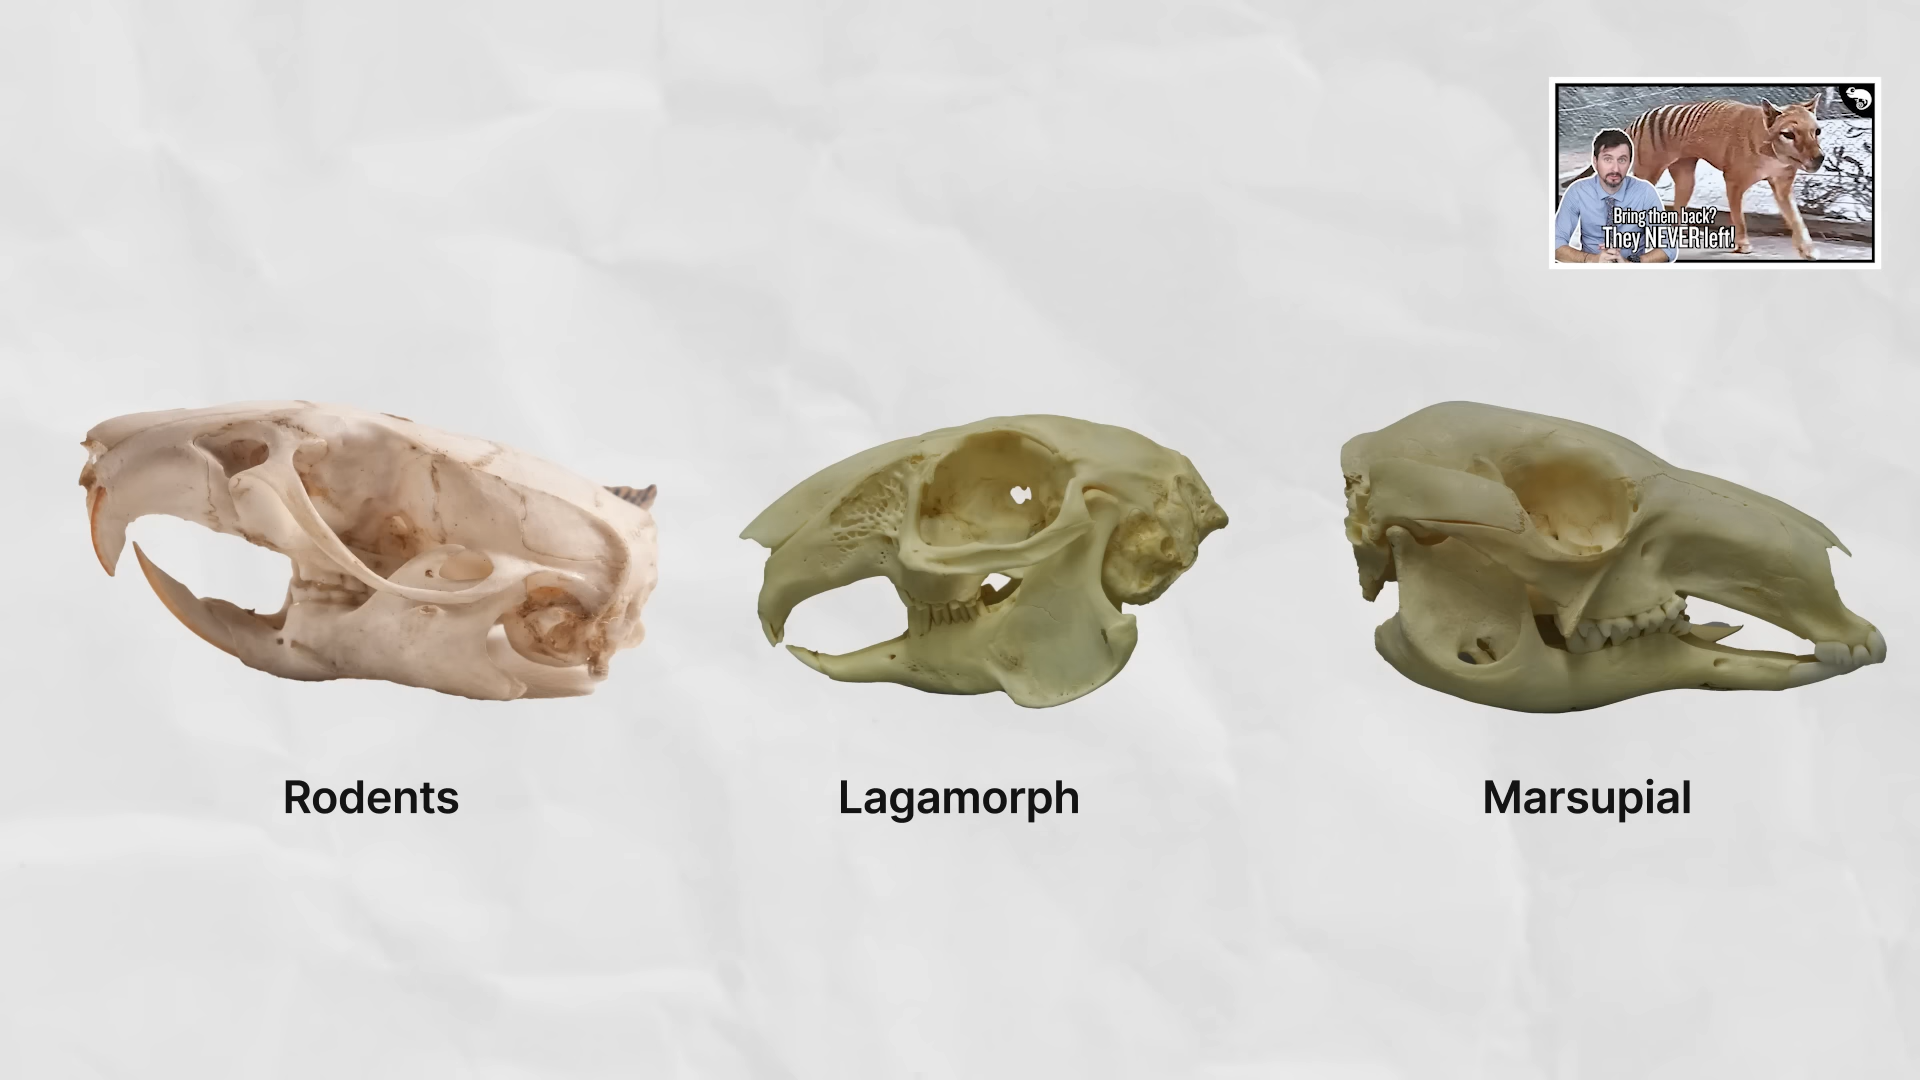 Bring them back?
They NEVER left!
Rodents
Lagamorph
Marsupial